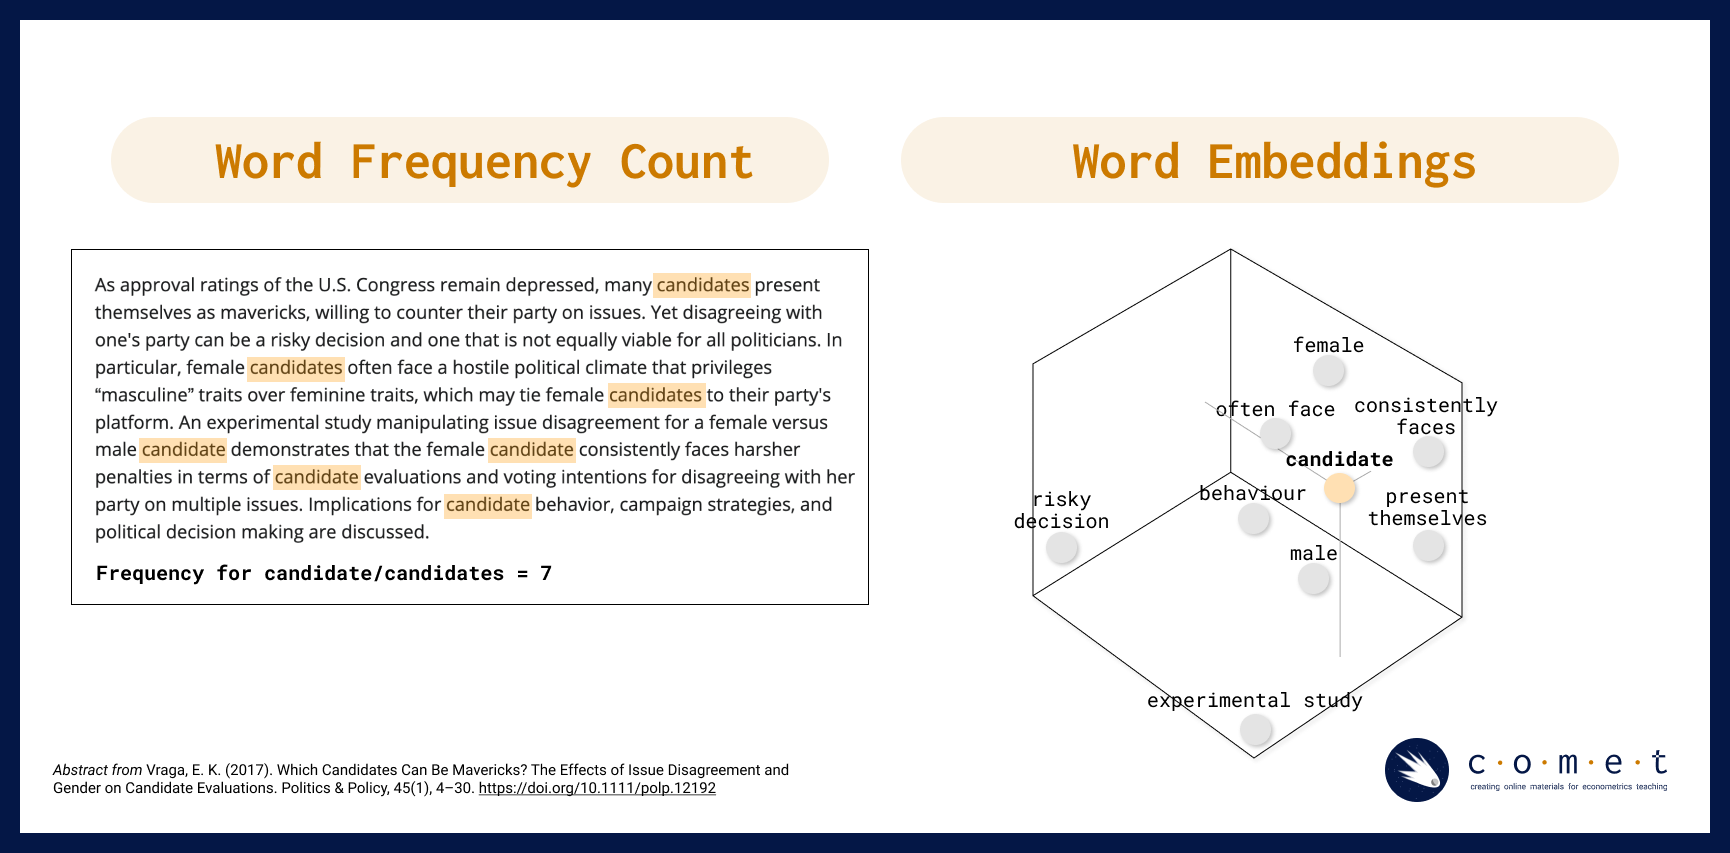 Word Frequency Count
Word Embeddings
As approval ratings of the U.S. Congress remain depressed, many candidates present
themselves as mavericks, willing to counter their party on issues. Yet disagreeing with
one's party can be a risky decision and one that is not equally viable for all politicians. In
particular, female candidates often face a hostile political climate that privileges
“masculine” traits over feminine traits, which may tie female candidates to their party's
platform. An experimental study manipulating issue disagreement for a female versus
male candidate demonstrates that the female candidate consistently faces harsher
penalties in terms of candidate evaluations and voting intentions for disagreeing with her
party on multiple issues. Implications for candidate behavior, campaign strategies, and
political decision making are discussed.
Frequency for candidate/candidates = 7
female
often face
consistently
faces
candidate
behaviour
risky
decision
present
themselves
male
experimental study
Abstract from Vraga, E. K. (2017). Which Candidates Can Be Mavericks? The Effects of Issue Disagreement and
Gender on Candidate Evaluations. Politics & Policy, 45(1), 4–30. https://doi.org/10.1111/polp.12192
c·o·m·e·t
creating online materials for econometrics teaching